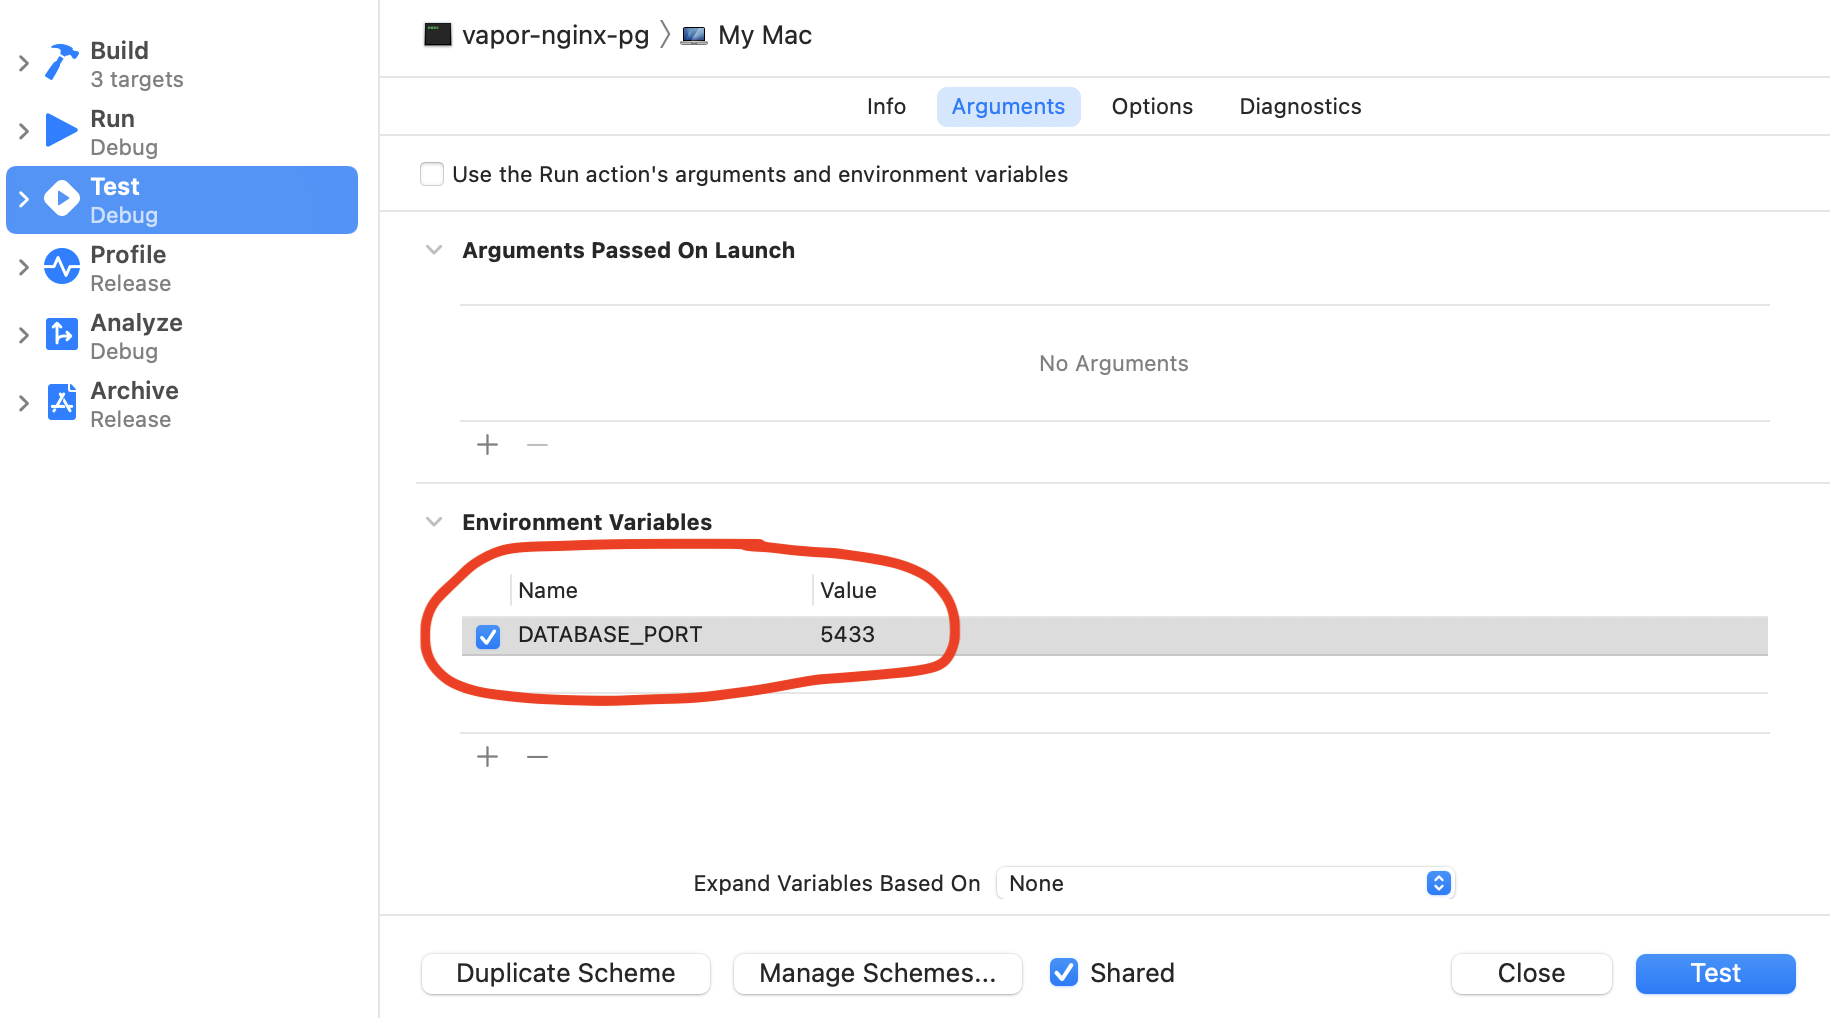 Build
3 targets
Run
Debug
Test
Debug
Profile
Release
Analyze
Debug
Archive
Release
vapor-nginx-pg My Mac
Info Arguments Options Diagnostics
Use the Run action's arguments and environment variables
Arguments Passed On Launch
No Arguments
Environment Variables
Name Value
DATABASE_PORT 5433
Expand Variables Based On None
Duplicate Scheme Manage Schemes... Shared Close Test